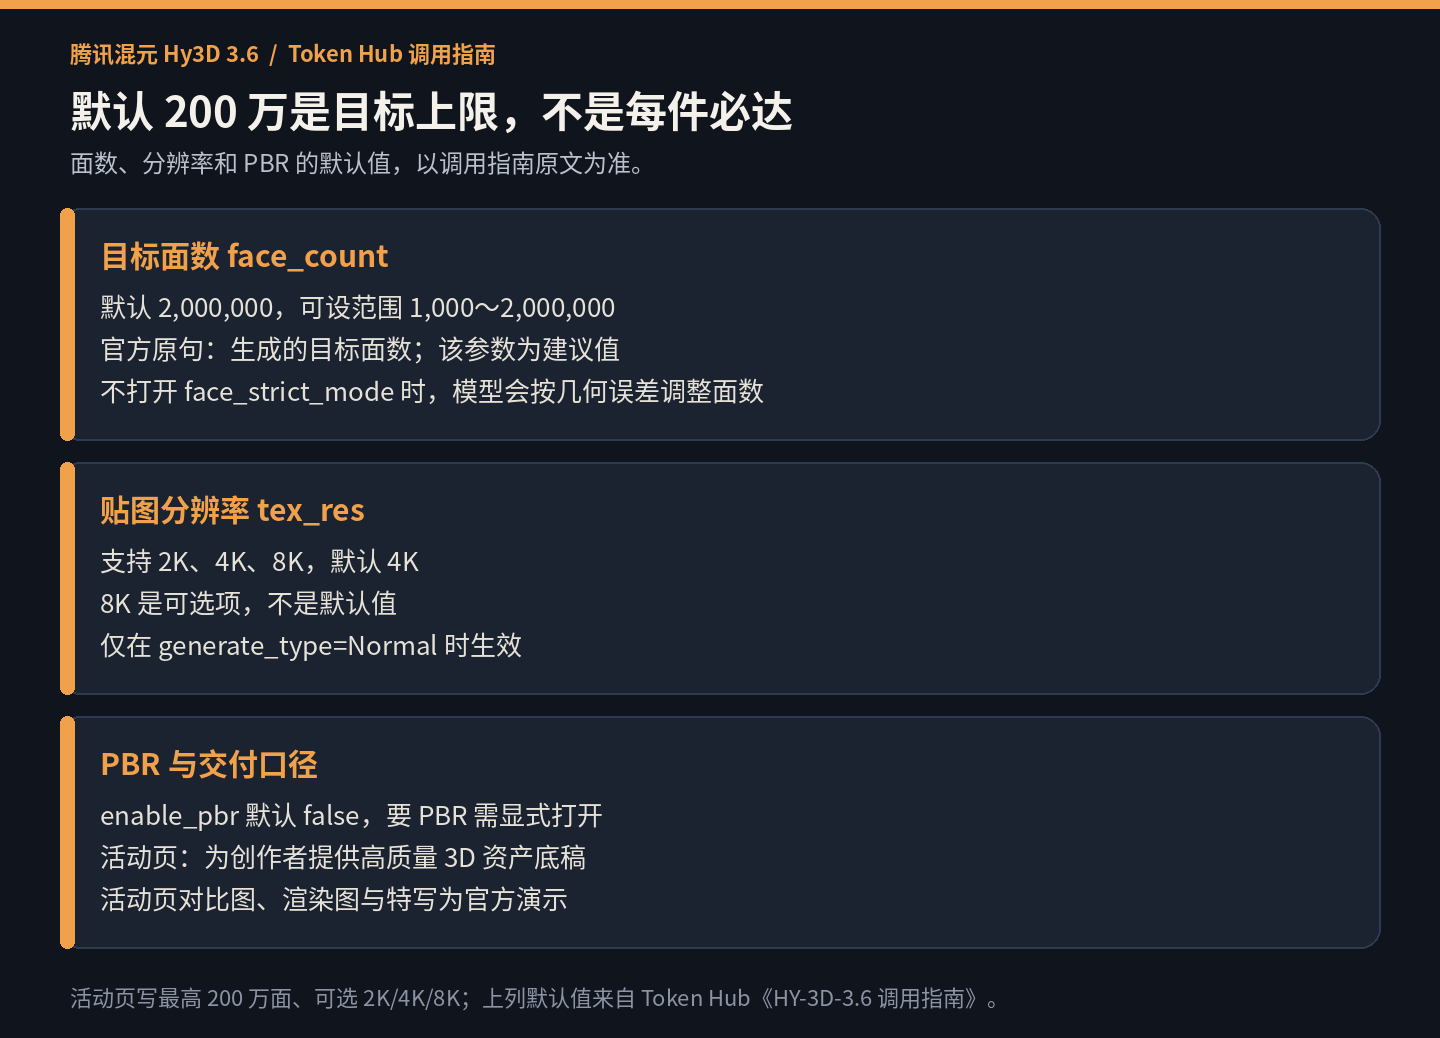 腾讯混元 Hy3D 3.6 / Token Hub 调用指南
默认 200 万是目标上限，不是每件必达
面数、分辨率和 PBR 的默认值，以调用指南原文为准。
目标面数 face_count
默认 2,000,000，可设范围 1,000～2,000,000
官方原句：生成的目标面数；该参数为建议值
不打开 face_strict_mode 时，模型会按几何误差调整面数
贴图分辨率 tex_res
支持 2K、4K、8K，默认 4K
8K 是可选项，不是默认值
仅在 generate_type=Normal 时生效
PBR 与交付口径
enable_pbr 默认 false，要 PBR 需显式打开
活动页：为创作者提供高质量 3D 资产底稿
活动页对比图、渲染图与特写为官方演示
活动页写最高 200 万面、可选 2K/4K/8K；上列默认值来自 Token Hub《HY-3D-3.6 调用指南》。